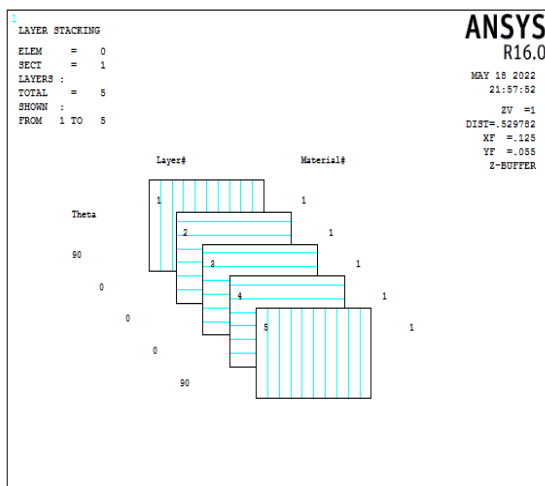 1
LAYER STACKING
ELEM = 0
SECT = 1
LAYERS :
TOTAL = 5
SHOWN :
FROM 1 TO 5
ANSYS
R16.0
MAY 18 2022
21:57:52
ZV =1
DIST=.529782
XF =.125
YF =.055
Z-BUFFER
Layer# Material#
Theta
1 1
90
2 1
0
3 1
0
4 1
0
5 1
90